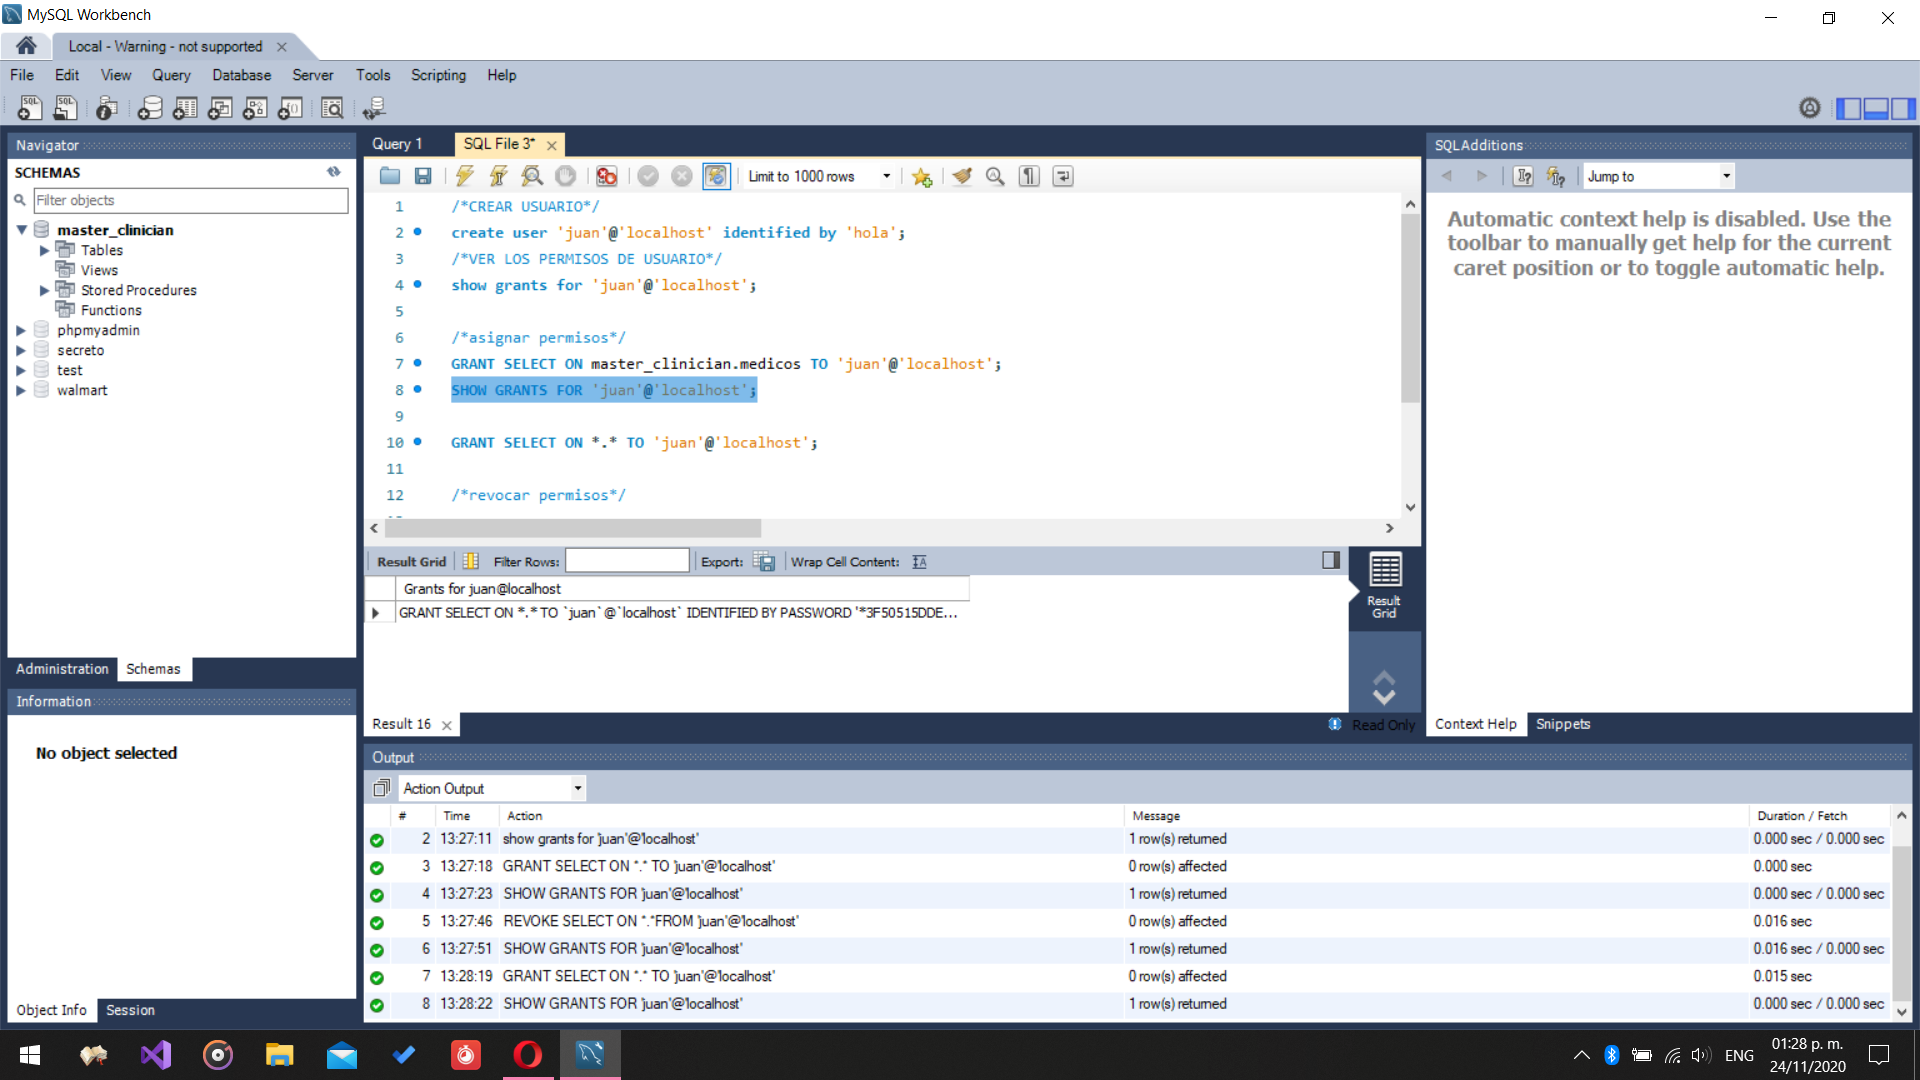 MySQL Workbench
Local - Warning - not supported
File Edit View Query Database Server Tools Scripting Help
Navigator
SCHEMAS
Filter objects
master_clinician
Tables
Views
Stored Procedures
Functions
phpmyadmin
secreto
test
walmart
Administration Schemas
Information
No object selected
Object Info Session
Query 1 SQL File 3*
Limit to 1000 rows
1 /*CREAR USUARIO*/
2 create user 'juan'@'localhost' identified by 'hola';
3 /*VER LOS PERMISOS DE USUARIO*/
4 show grants for 'juan'@'localhost';
5
6 /*asignar permisos*/
7 GRANT SELECT ON master_clinician.medicos TO 'juan'@'localhost';
8 SHOW GRANTS FOR 'juan'@'localhost';
9
10 GRANT SELECT ON *.* TO 'juan'@'localhost';
11
12 /*revocar permisos*/
Result Grid Filter Rows: Export: Wrap Cell Content:
Grants for juan@localhost
GRANT SELECT ON *.* TO `juan`@`localhost` IDENTIFIED BY PASSWORD '*3F50515DDE...
Result
Grid
Result 16
Read Only
SQLAdditions
Jump to
Automatic context help is disabled. Use the
toolbar to manually get help for the current
caret position or to toggle automatic help.
Context Help Snippets
Output
Action Output
# Time Action Message Duration / Fetch
2 13:27:11 show grants for 'juan'@'localhost' 1 row(s) returned 0.000 sec / 0.000 sec
3 13:27:18 GRANT SELECT ON *.* TO 'juan'@'localhost' 0 row(s) affected 0.000 sec
4 13:27:23 SHOW GRANTS FOR 'juan'@'localhost' 1 row(s) returned 0.000 sec / 0.000 sec
5 13:27:46 REVOKE SELECT ON *.*FROM 'juan'@'localhost' 0 row(s) affected 0.016 sec
6 13:27:51 SHOW GRANTS FOR 'juan'@'localhost' 1 row(s) returned 0.016 sec / 0.000 sec
7 13:28:19 GRANT SELECT ON *.* TO 'juan'@'localhost' 0 row(s) affected 0.015 sec
8 13:28:22 SHOW GRANTS FOR 'juan'@'localhost' 1 row(s) returned 0.000 sec / 0.000 sec
ENG
01:28 p. m.
24/11/2020